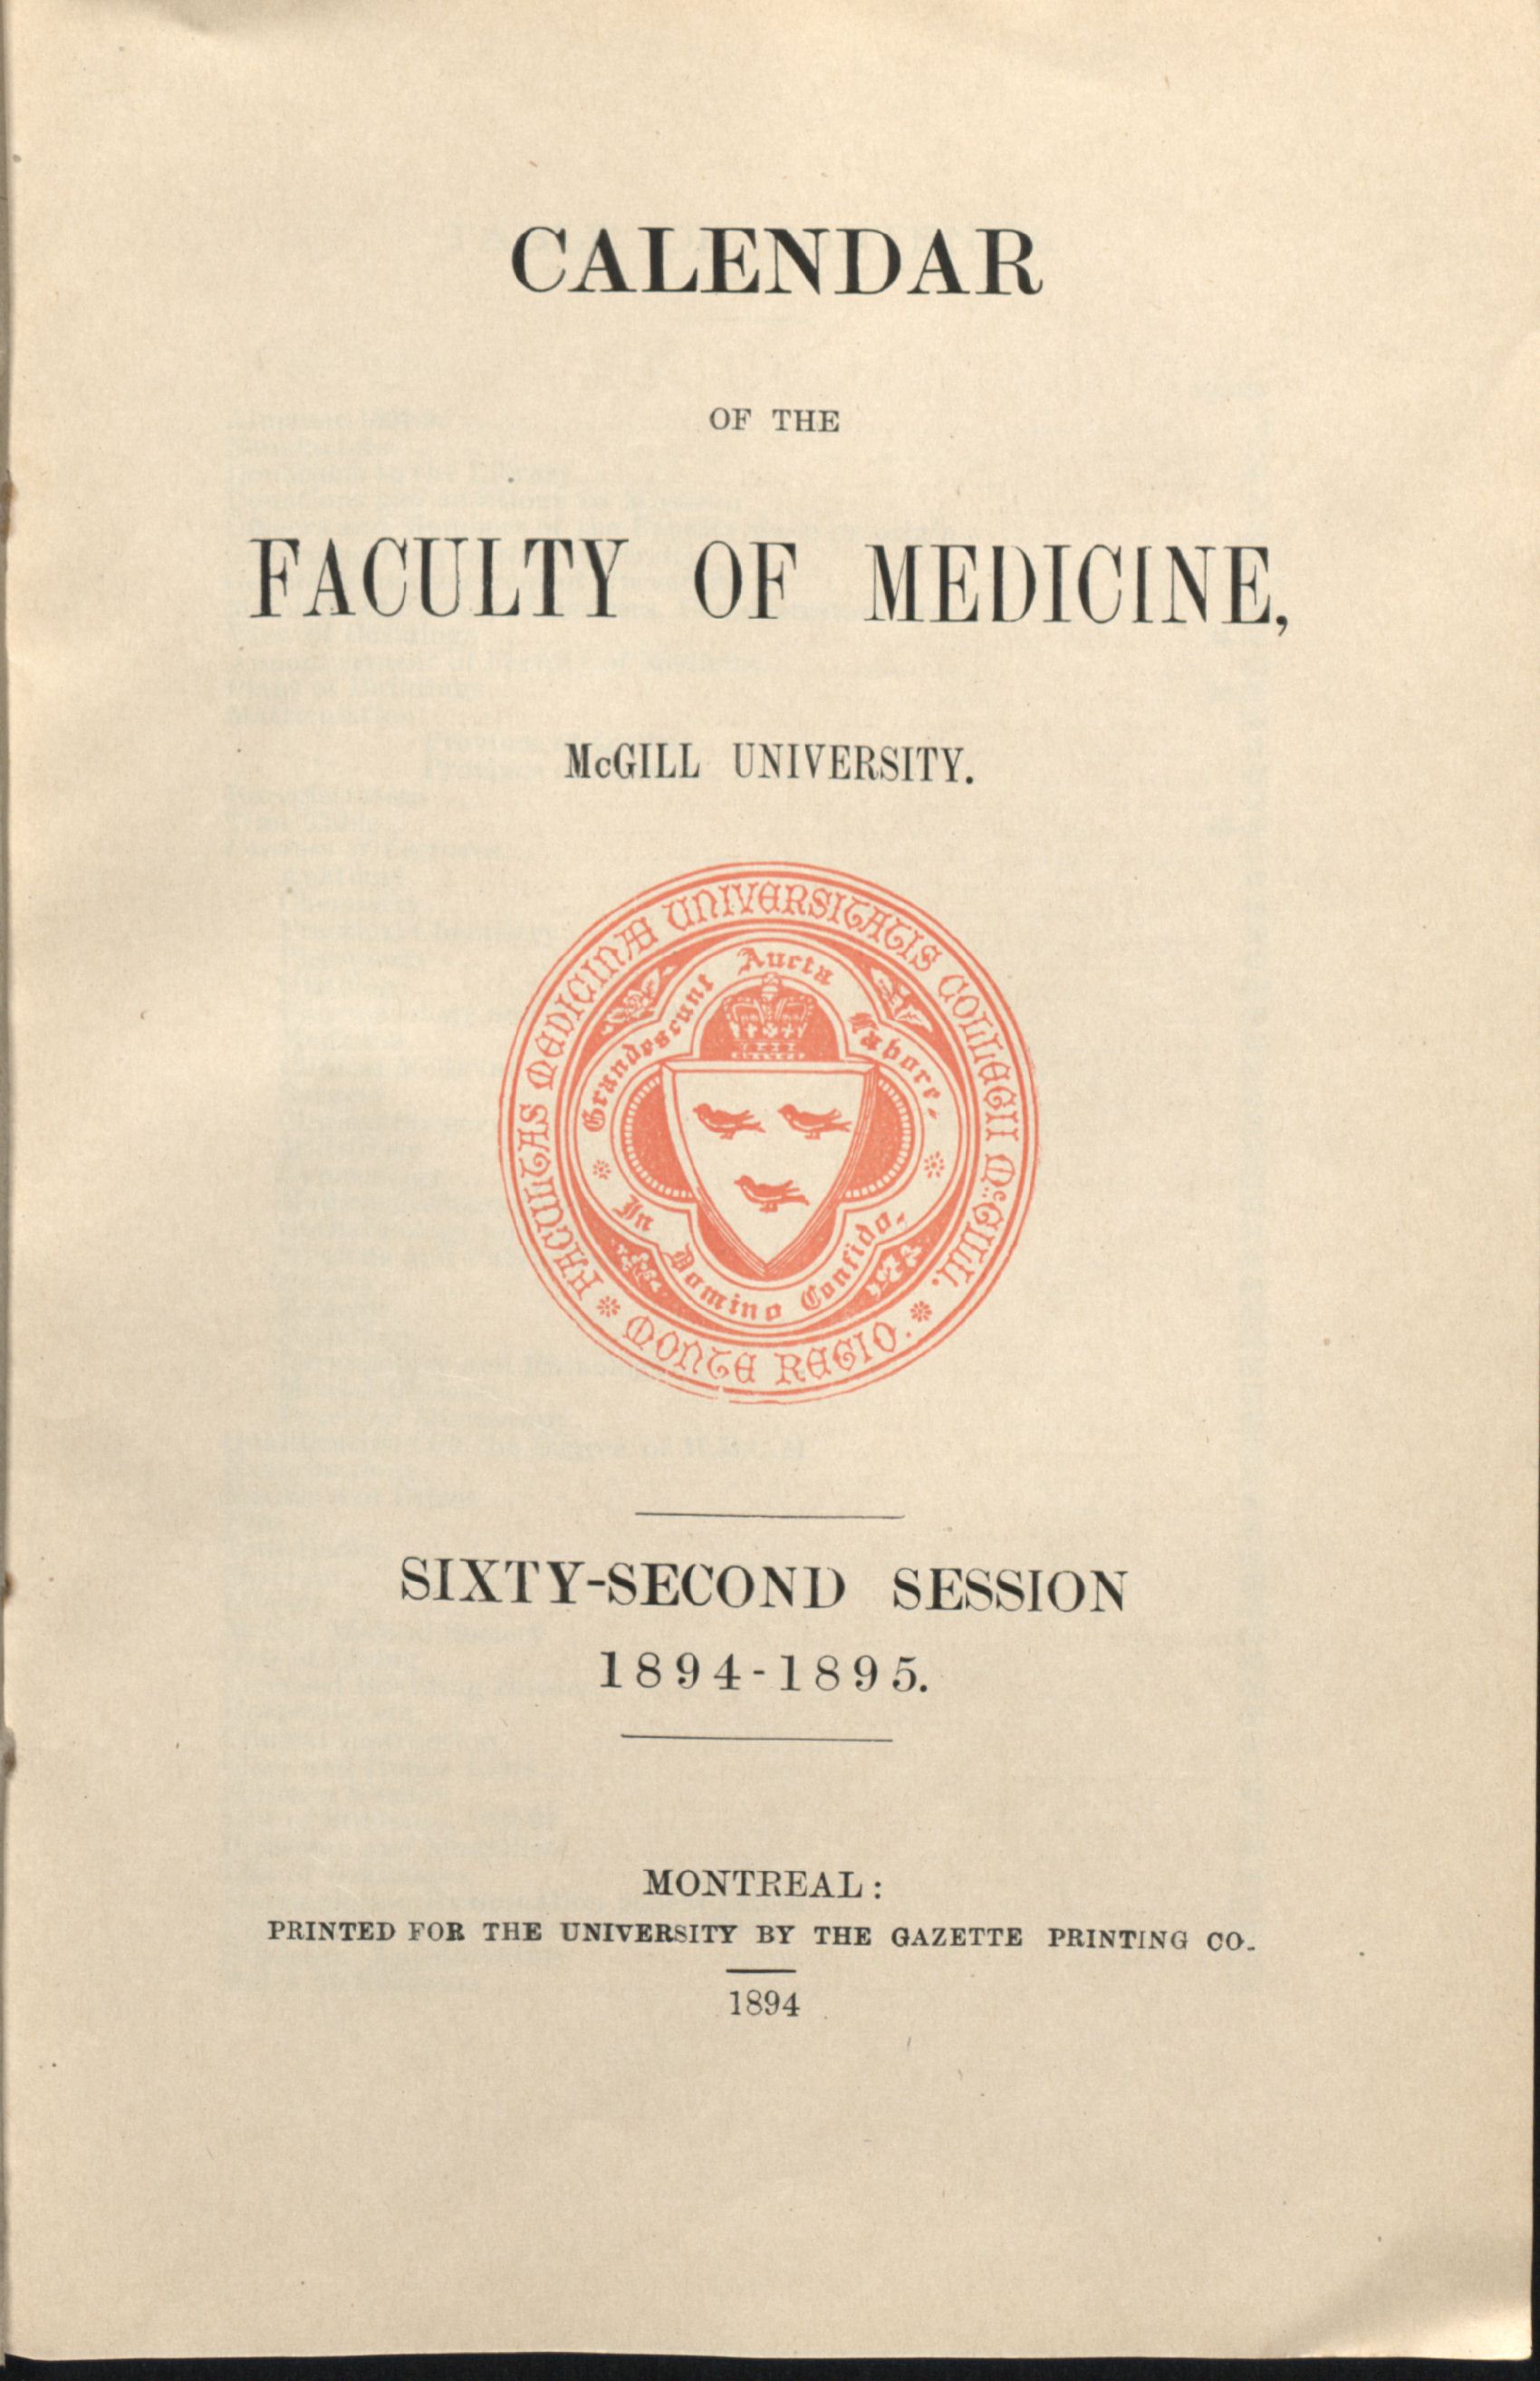 CALENDAR
OF THE
FACULTY OF MEDICINE,
McGILL UNIVERSITY.
FACULTAS MEDICINÆ UNIVERSITATIS COLLEGII McGILL.
MONTE REGIO.
Grandescunt Aucta Labore.
In Domino Confido.
SIXTY-SECOND SESSION
1894-1895.
MONTREAL:
PRINTED FOR THE UNIVERSITY BY THE GAZETTE PRINTING CO.
1894